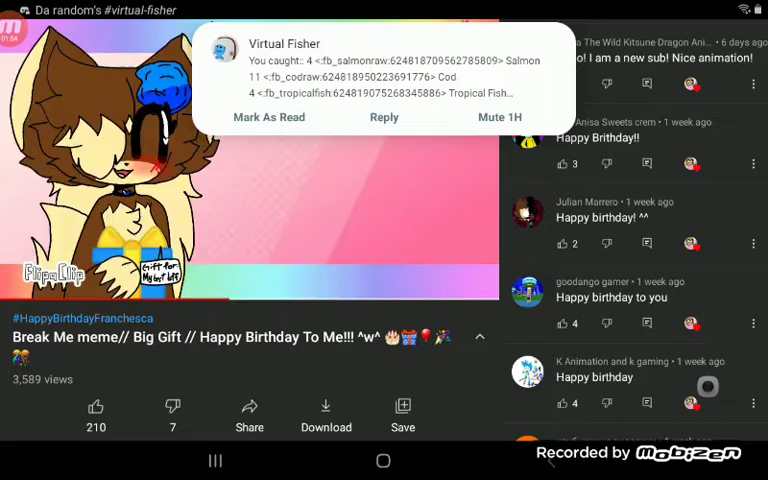 Da random's #virtual-fisher
01:54
Virtual Fisher
You caught:: 4 <:fb_salmonraw:624818709562785809> Salmon
11 <:fb_codraw:624818950223691776> Cod
4 <:fb_tropicalfish:624819075268345886> Tropical Fish...
Mark As Read
Reply
Mute 1H
The Wild Kitsune Dragon Ani... • 6 days ago
! I am a new sub! Nice animation!
Anisa Sweets crem • 1 week ago
Happy Birthday!!
3
Julian Marrero • 1 week ago
Happy birthday! ^^
2
goodango gamer • 1 week ago
Happy birthday to you
4
K Animation and k gaming • 1 week ago
Happy birthday
4
FlipaClip
Gift for
My
bff
#HappyBirthdayFranchesca
Break Me meme// Big Gift // Happy Birthday To Me!!! ^w^ 🎂🎁🎈🎉
🎊
3,589 views
210
7
Share
Download
Save
Recorded by mobizen